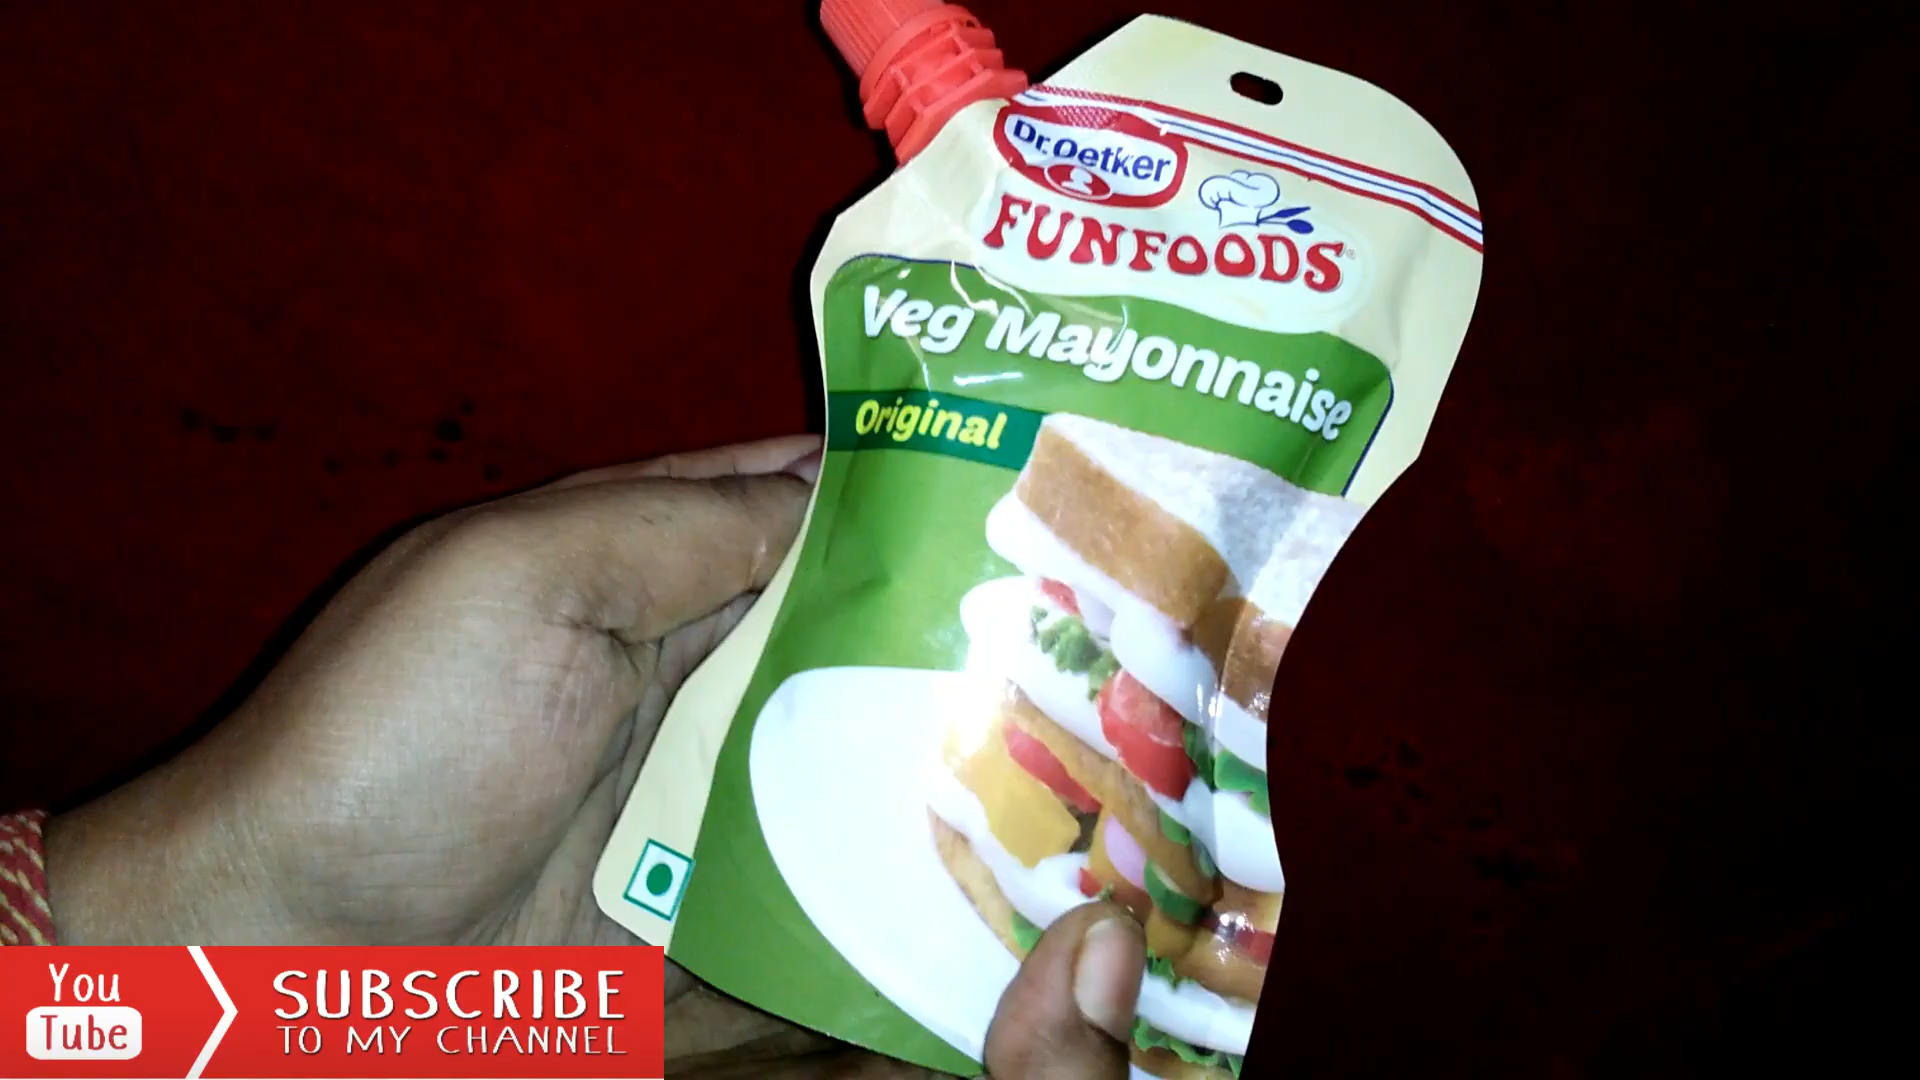 Dr.Oetker
FUNFOODS
Veg Mayonnaise
Original
You
Tube
SUBSCRIBE
TO MY CHANNEL